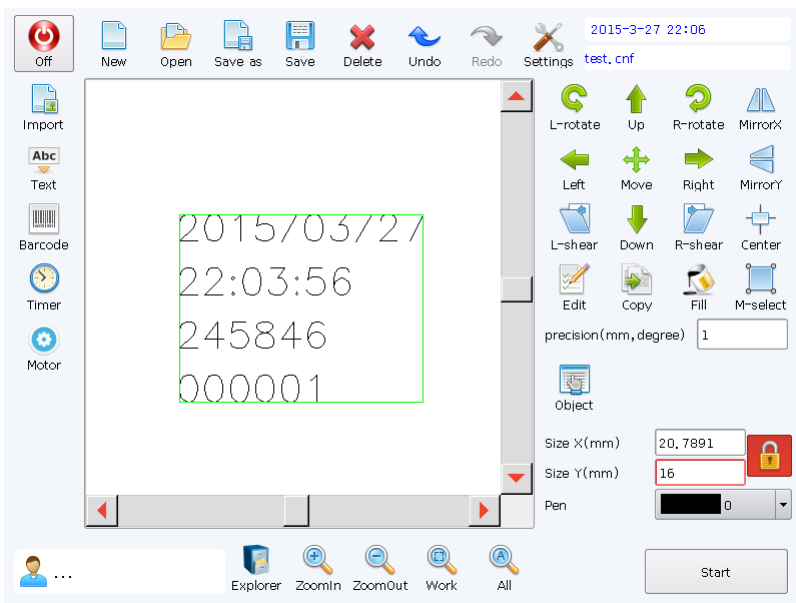 2015-3-27 22:06
test.cnf
Off
New
Open
Save as
Save
Delete
Undo
Redo
Settings
Import
Abc
Text
Barcode
Timer
Motor
2015/03/27
22:03:56
245846
000001
L-rotate
Up
R-rotate
MirrorX
Left
Move
Right
MirrorY
L-shear
Down
R-shear
Center
Edit
Copy
Fill
M-select
precision(mm,degree) 1
Object
Size X(mm) 20.7891
Size Y(mm) 16
Pen 0
...
Explorer
ZoomIn
ZoomOut
Work
A
All
Start